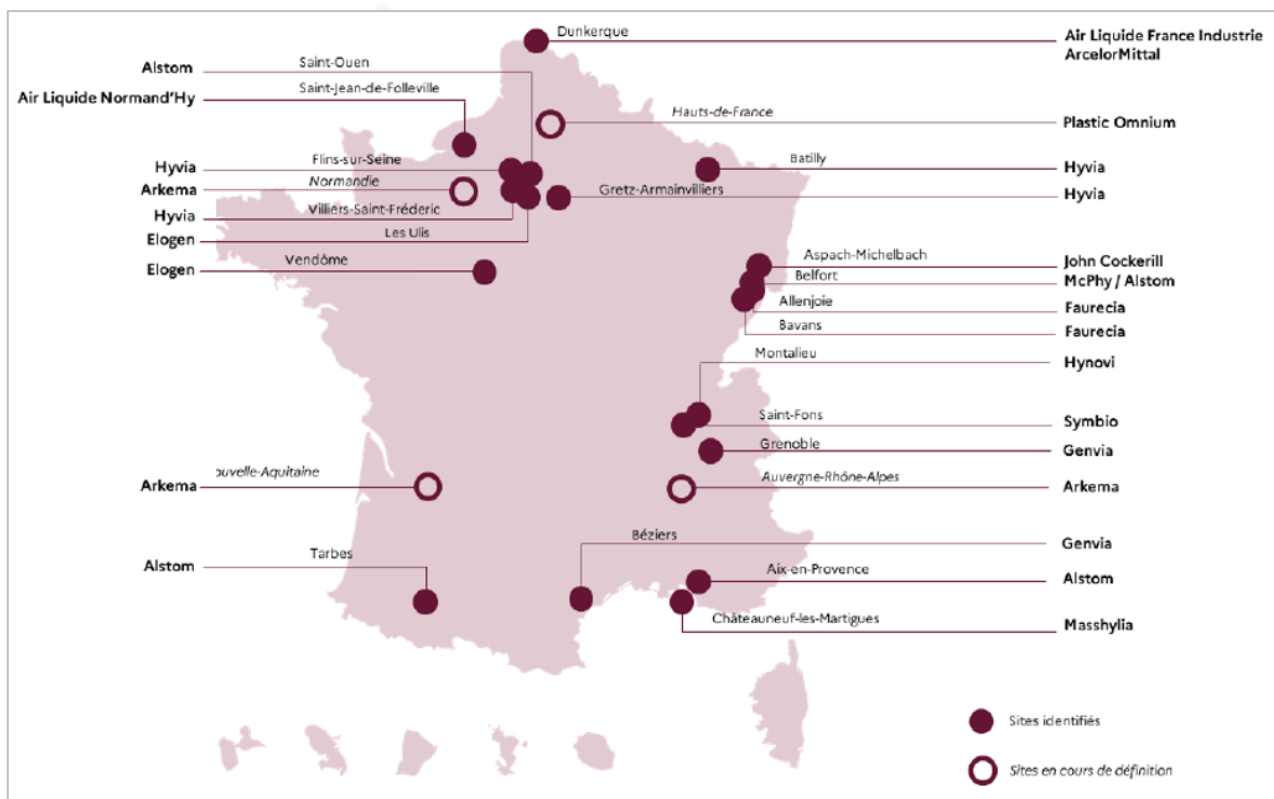 Dunkerque
Air Liquide France Industrie
ArcelorMittal
Alstom
Saint-Ouen
Air Liquide Normand'Hy
Saint-Jean-de-Folleville
Hauts-de-France
Plastic Omnium
Hyvia
Flins-sur-Seine
Batilly
Hyvia
Arkema
Normandie
Gretz-Armainvilliers
Hyvia
Hyvia
Villiers-Saint-Fréderic
Elogen
Les Ulis
Elogen
Vendôme
Aspach-Michelbach
John Cockerill
Belfort
McPhy / Alstom
Allenjoie
Faurecia
Bavans
Faurecia
Montalieu
Hynovi
Saint-Fons
Symbio
Grenoble
Genvia
Arkema
ouvelle-Aquitaine
Auvergne-Rhône-Alpes
Arkema
Béziers
Genvia
Alstom
Tarbes
Aix-en-Provence
Alstom
Châteauneuf-les-Martigues
Masshylia
Sites identifiés
Sites en cours de définition